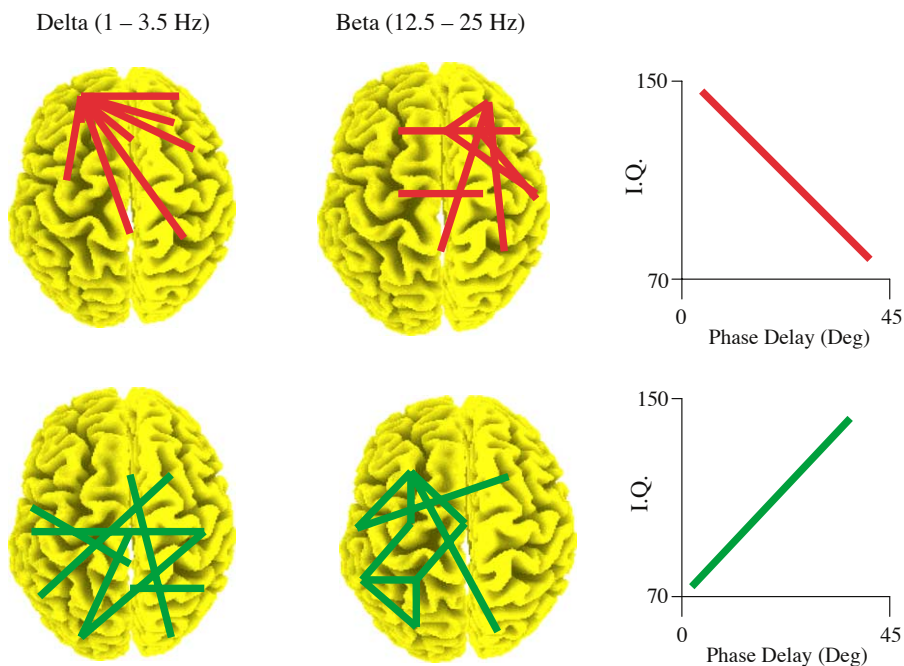 Delta (1 – 3.5 Hz)
Beta (12.5 – 25 Hz)
150
I.Q.
70
0
45
Phase Delay (Deg)
150
I.Q.
70
0
45
Phase Delay (Deg)